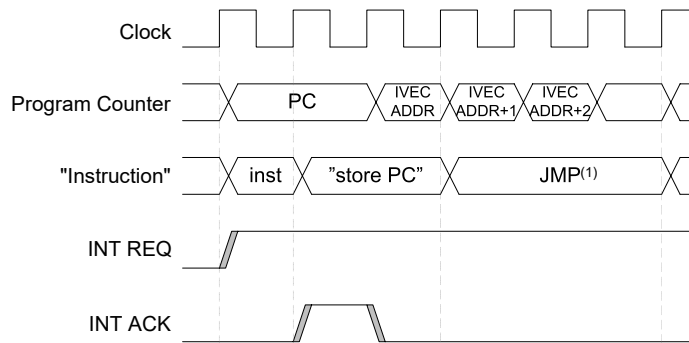 Clock
Program Counter
PC
IVEC
ADDR
IVEC
ADDR+1
IVEC
ADDR+2
"Instruction"
inst
”store PC”
JMP(1)
INT REQ
INT ACK